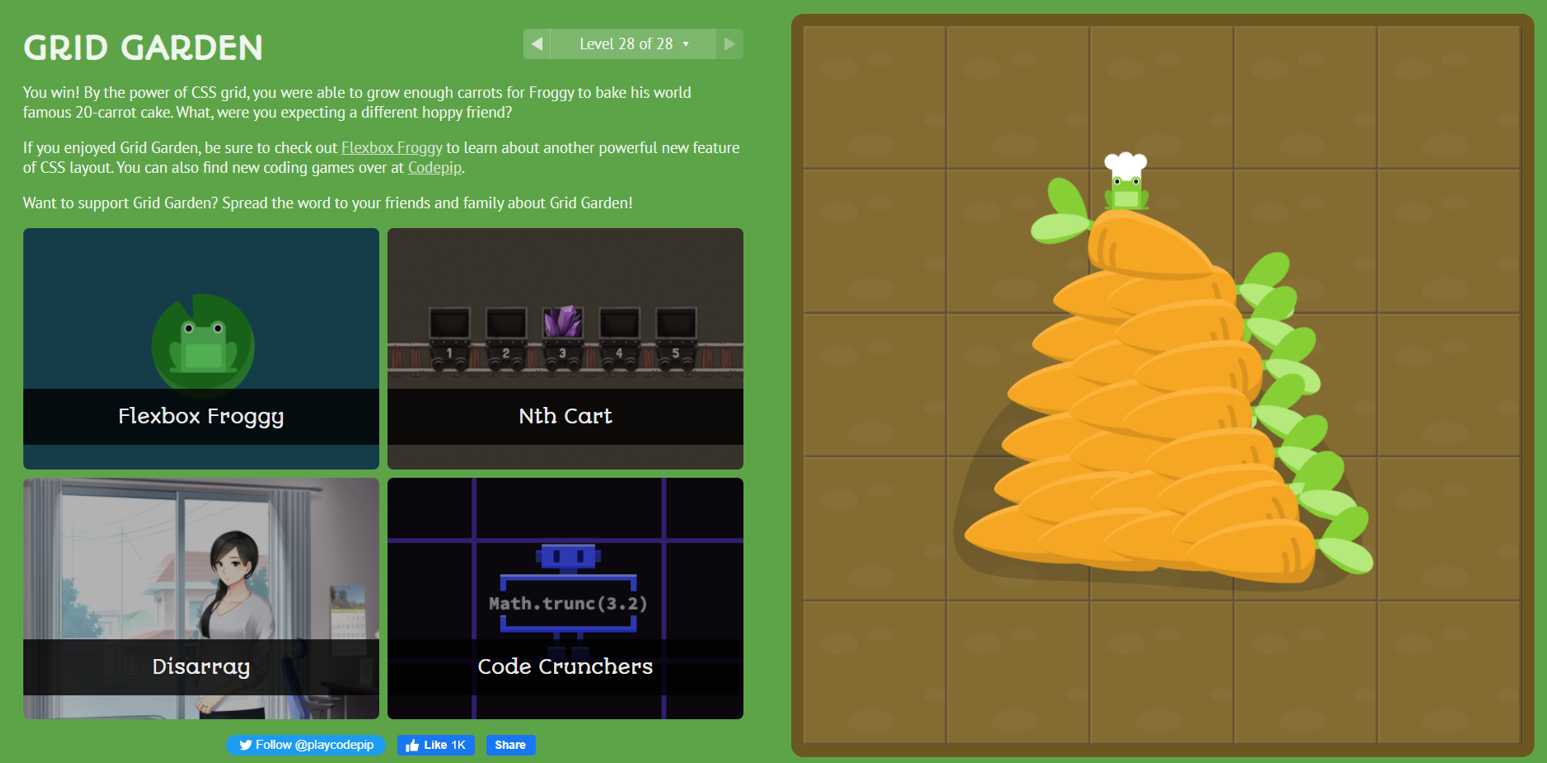 GRID GARDEN
Level 28 of 28
You win! By the power of CSS grid, you were able to grow enough carrots for Froggy to bake his world
famous 20-carrot cake. What, were you expecting a different hoppy friend?
If you enjoyed Grid Garden, be sure to check out Flexbox Froggy to learn about another powerful new feature
of CSS layout. You can also find new coding games over at Codepip.
Want to support Grid Garden? Spread the word to your friends and family about Grid Garden!
1 2 3 4 5
Flexbox Froggy
Nth Cart
Math.trunc(3.2)
Disarray
Code Crunchers
Follow @playcodepip
Like 1K
Share